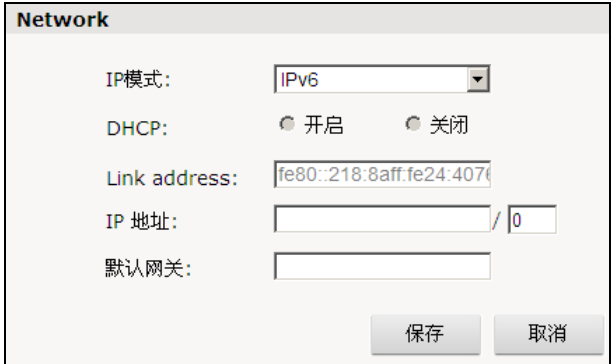 Network
IP模式: IPv6
DHCP: 开启 关闭
Link address: fe80::218:8aff:fe24:4076
IP 地址: / 0
默认网关:
保存 取消